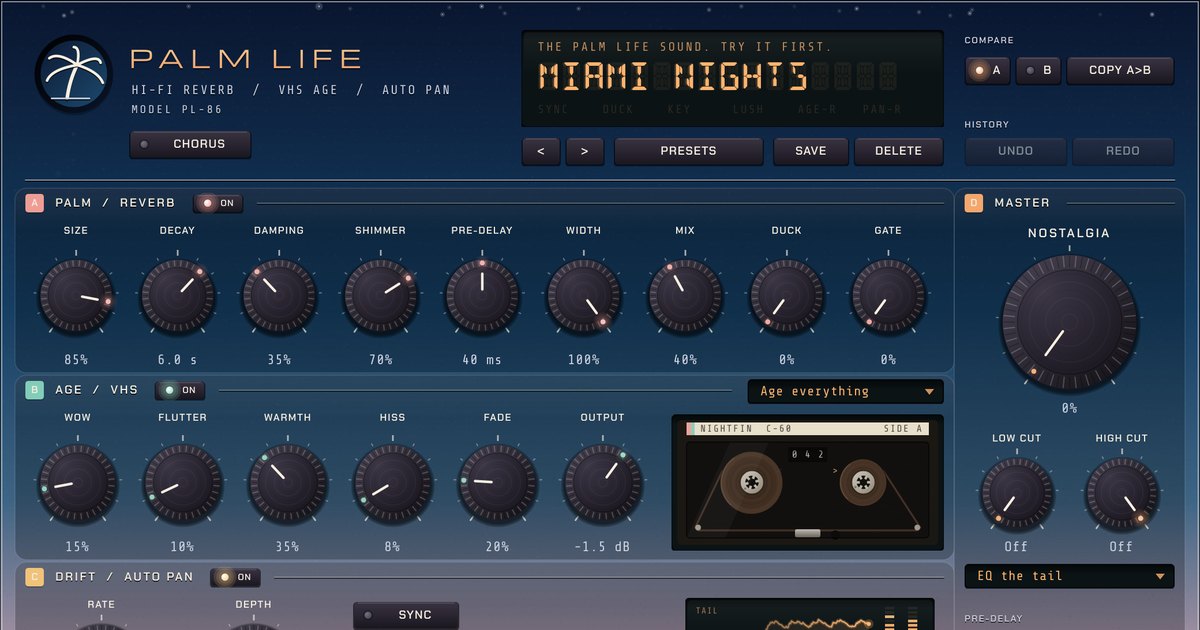 PALM LIFE
HI-FI REVERB / VHS AGE / AUTO PAN
MODEL PL-86
CHORUS
THE PALM LIFE SOUND. TRY IT FIRST.
MIAMI NIGHTS
SYNC DUCK KEY LUSH AGE-R PAN-R
< > PRESETS SAVE DELETE
COMPARE
A B COPY A>B
HISTORY
UNDO REDO
A PALM / REVERB ON
SIZE DECAY DAMPING SHIMMER PRE-DELAY WIDTH MIX DUCK GATE
85% 6.0 s 35% 70% 40 ms 100% 40% 0% 0%
B AGE / VHS ON
Age everything
WOW FLUTTER WARMTH HISS FADE OUTPUT
15% 10% 35% 8% 20% -1.5 dB
NIGHTFIN C-60 SIDE A
0 4 2
>
C DRIFT / AUTO PAN ON
RATE DEPTH
SYNC
TAIL
D MASTER
NOSTALGIA
0%
LOW CUT HIGH CUT
Off Off
EQ the tail
PRE-DELAY